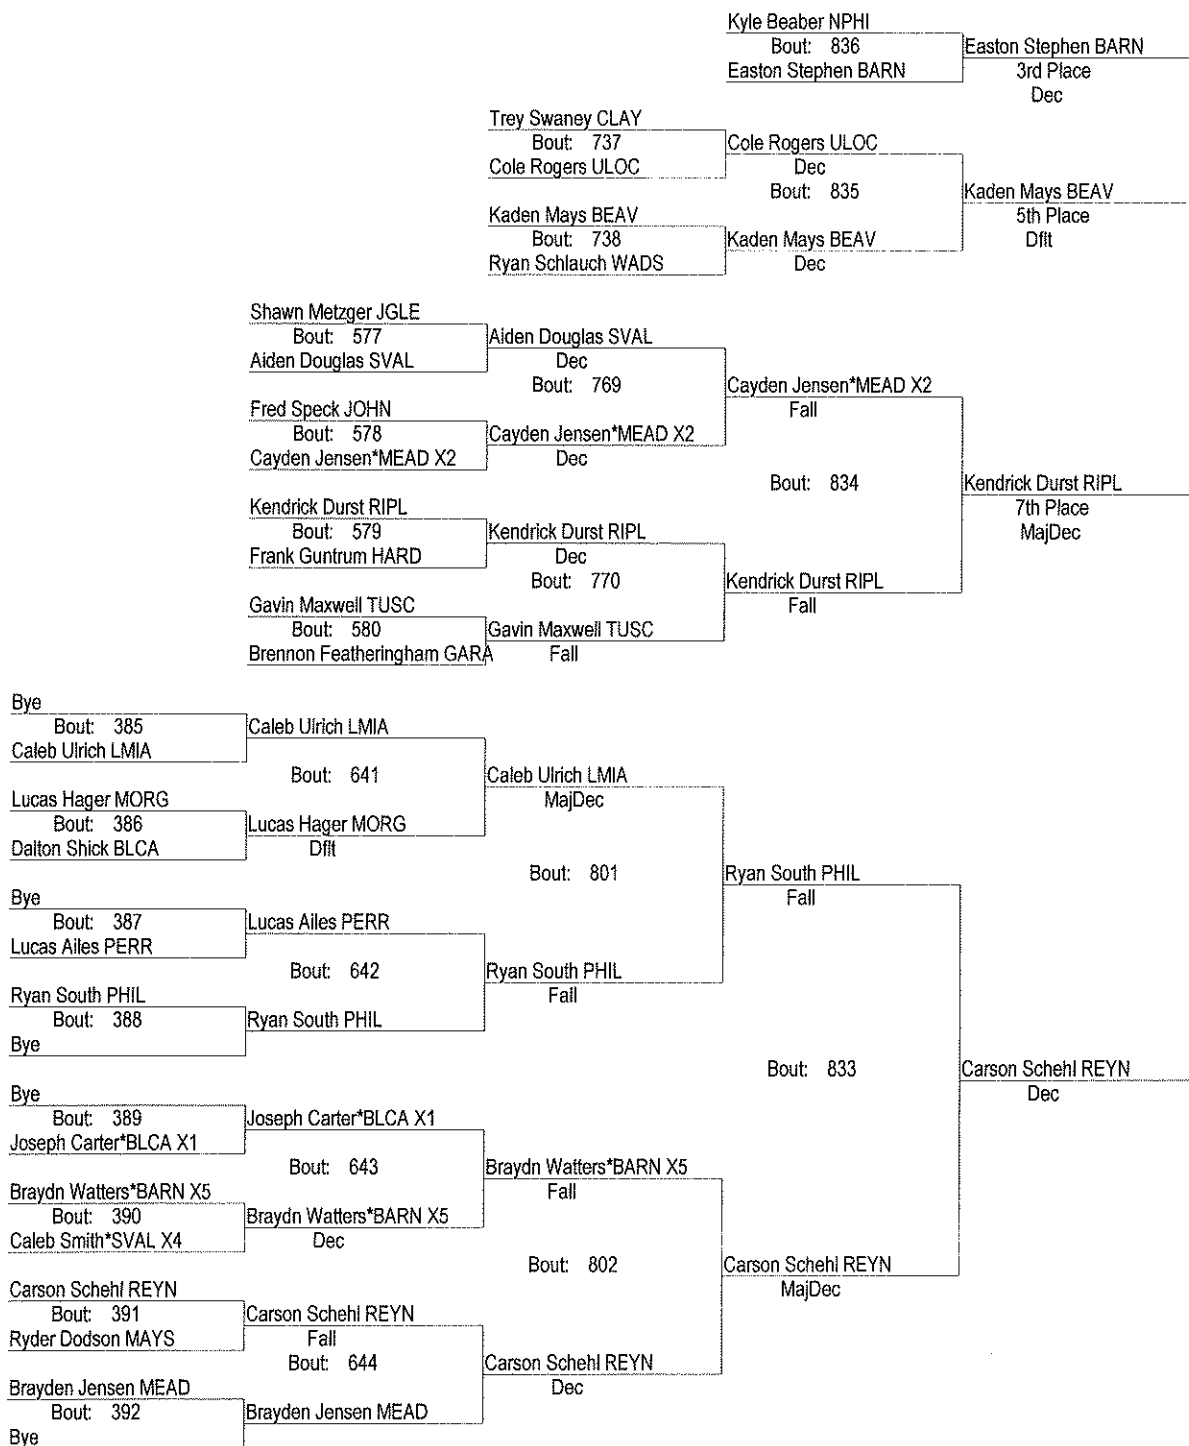 Kyle Beaber NPHI
Bout: 836
Easton Stephen BARN
Easton Stephen BARN
3rd Place
Dec
Trey Swaney CLAY
Bout: 737
Cole Rogers ULOC
Cole Rogers ULOC
Dec
Bout: 835
Kaden Mays BEAV
5th Place
Dflt
Kaden Mays BEAV
Bout: 738
Ryan Schlauch WADS
Kaden Mays BEAV
Dec
Shawn Metzger JGLE
Bout: 577
Aiden Douglas SVAL
Aiden Douglas SVAL
Dec
Bout: 769
Cayden Jensen*MEAD X2
Fall
Fred Speck JOHN
Bout: 578
Cayden Jensen*MEAD X2
Cayden Jensen*MEAD X2
Dec
Bout: 834
Kendrick Durst RIPL
7th Place
MajDec
Kendrick Durst RIPL
Bout: 579
Frank Guntrum HARD
Kendrick Durst RIPL
Dec
Bout: 770
Kendrick Durst RIPL
Fall
Gavin Maxwell TUSC
Bout: 580
Brennon Featheringham GARA
Gavin Maxwell TUSC
Fall
Bye
Bout: 385
Caleb Ulrich LMIA
Caleb Ulrich LMIA
Bout: 641
Caleb Ulrich LMIA
MajDec
Lucas Hager MORG
Bout: 386
Dalton Shick BLCA
Lucas Hager MORG
Dflt
Bout: 801
Ryan South PHIL
Fall
Bye
Bout: 387
Lucas Ailes PERR
Lucas Ailes PERR
Bout: 642
Ryan South PHIL
Fall
Ryan South PHIL
Bout: 388
Bye
Ryan South PHIL
Bout: 833
Carson Schehl REYN
Dec
Bye
Bout: 389
Joseph Carter*BLCA X1
Joseph Carter*BLCA X1
Bout: 643
Braydn Watters*BARN X5
Fall
Braydn Watters*BARN X5
Bout: 390
Caleb Smith*SVAL X4
Braydn Watters*BARN X5
Dec
Bout: 802
Carson Schehl REYN
MajDec
Carson Schehl REYN
Bout: 391
Ryder Dodson MAYS
Carson Schehl REYN
Fall
Bout: 644
Carson Schehl REYN
Dec
Brayden Jensen MEAD
Bout: 392
Bye
Brayden Jensen MEAD